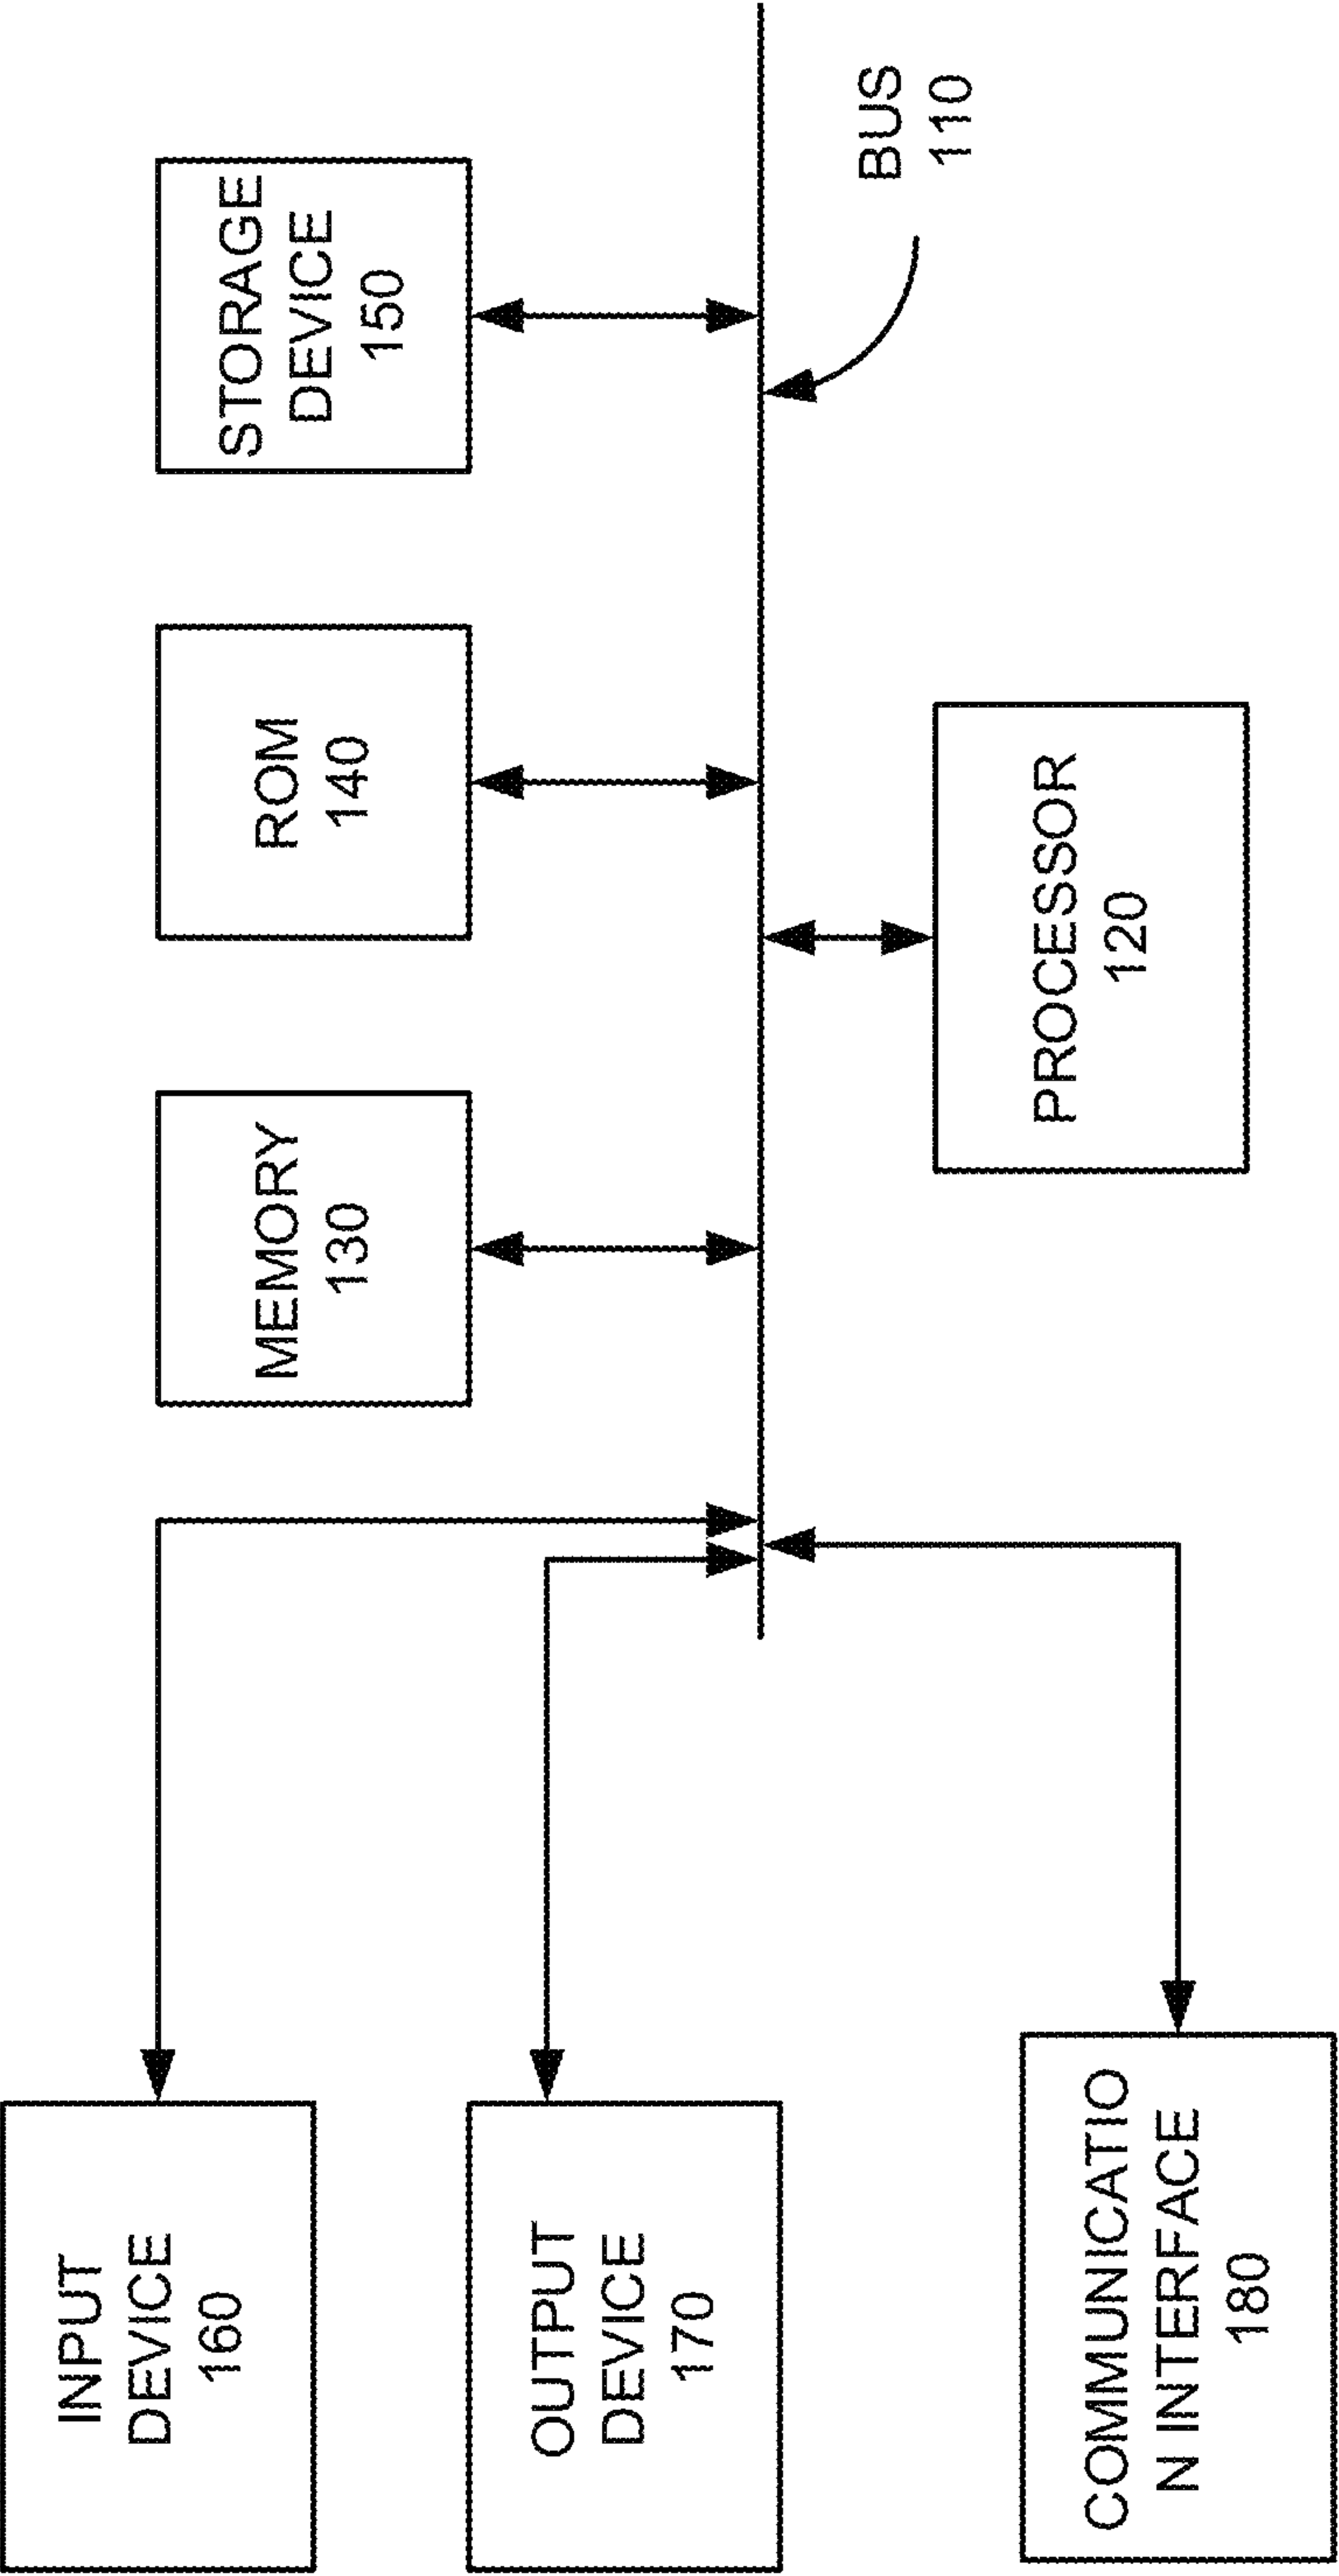 INPUT
DEVICE
160
MEMORY
130
ROM
140
STORAGE
DEVICE
150
OUTPUT
DEVICE
170
BUS
110
PROCESSOR
120
COMMUNICATIO
N INTERFACE
180